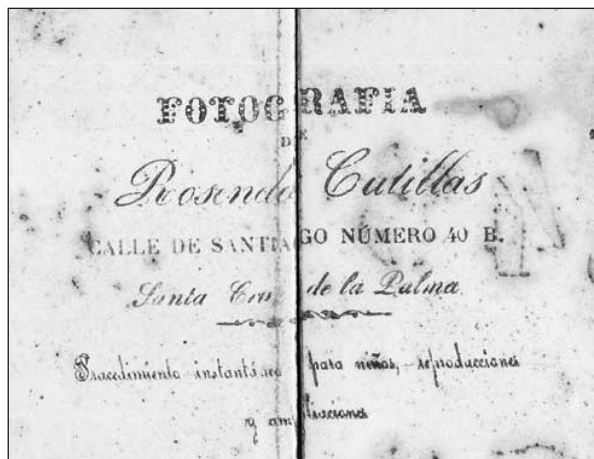 FOTOGRAFIA
DE
Rosendo Cutillas
CALLE DE SANTIAGO NÚMERO 40 B.
Santa Cruz de la Palma
Procedimiento instantáneo para niños, reproducciones
y ampliaciones